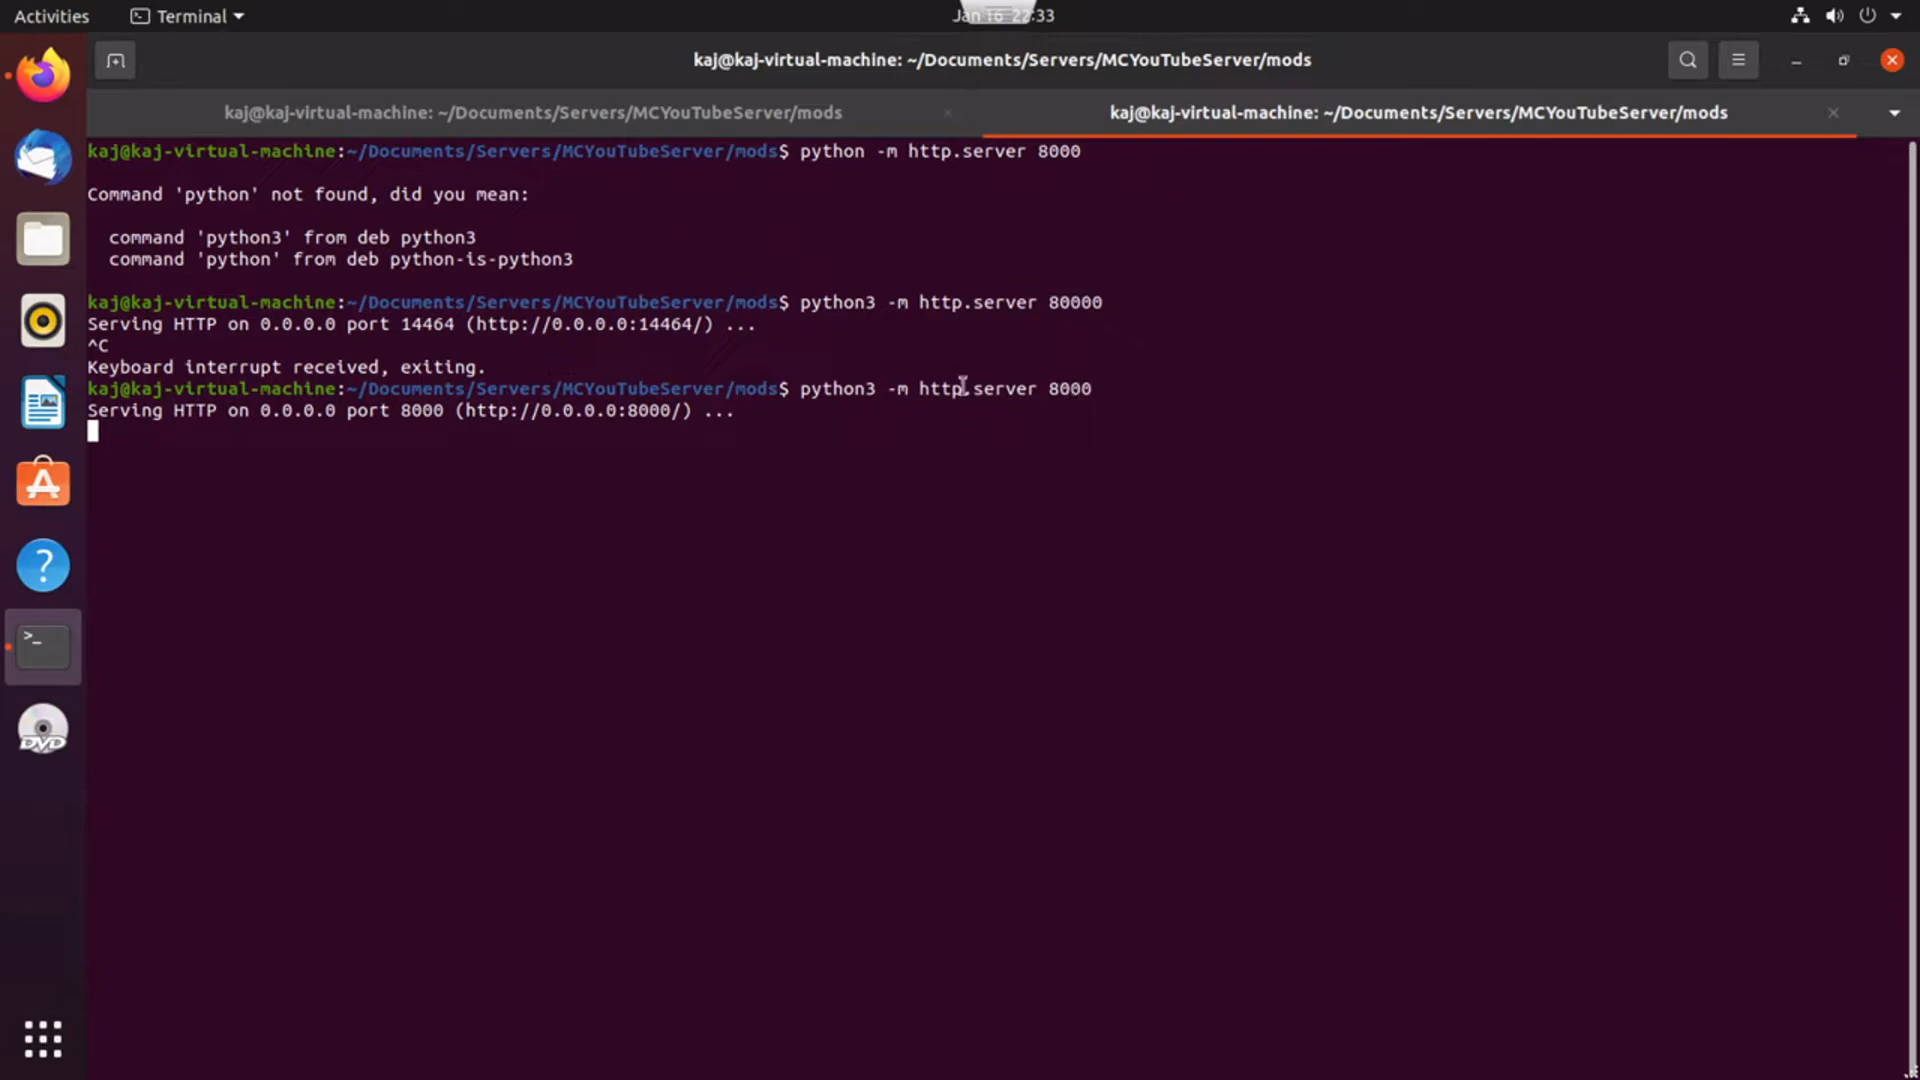 Activities Terminal Jan 16 22:33
kaj@kaj-virtual-machine: ~/Documents/Servers/MCYouTubeServer/mods
kaj@kaj-virtual-machine: ~/Documents/Servers/MCYouTubeServer/mods kaj@kaj-virtual-machine: ~/Documents/Servers/MCYouTubeServer/mods
kaj@kaj-virtual-machine:~/Documents/Servers/MCYouTubeServer/mods$ python -m http.server 8000
Command 'python' not found, did you mean:
command 'python3' from deb python3
command 'python' from deb python-is-python3
kaj@kaj-virtual-machine:~/Documents/Servers/MCYouTubeServer/mods$ python3 -m http.server 80000
Serving HTTP on 0.0.0.0 port 14464 (http://0.0.0.0:14464/) ...
^C
Keyboard interrupt received, exiting.
kaj@kaj-virtual-machine:~/Documents/Servers/MCYouTubeServer/mods$ python3 -m http.server 8000
Serving HTTP on 0.0.0.0 port 8000 (http://0.0.0.0:8000/) ...
DVD